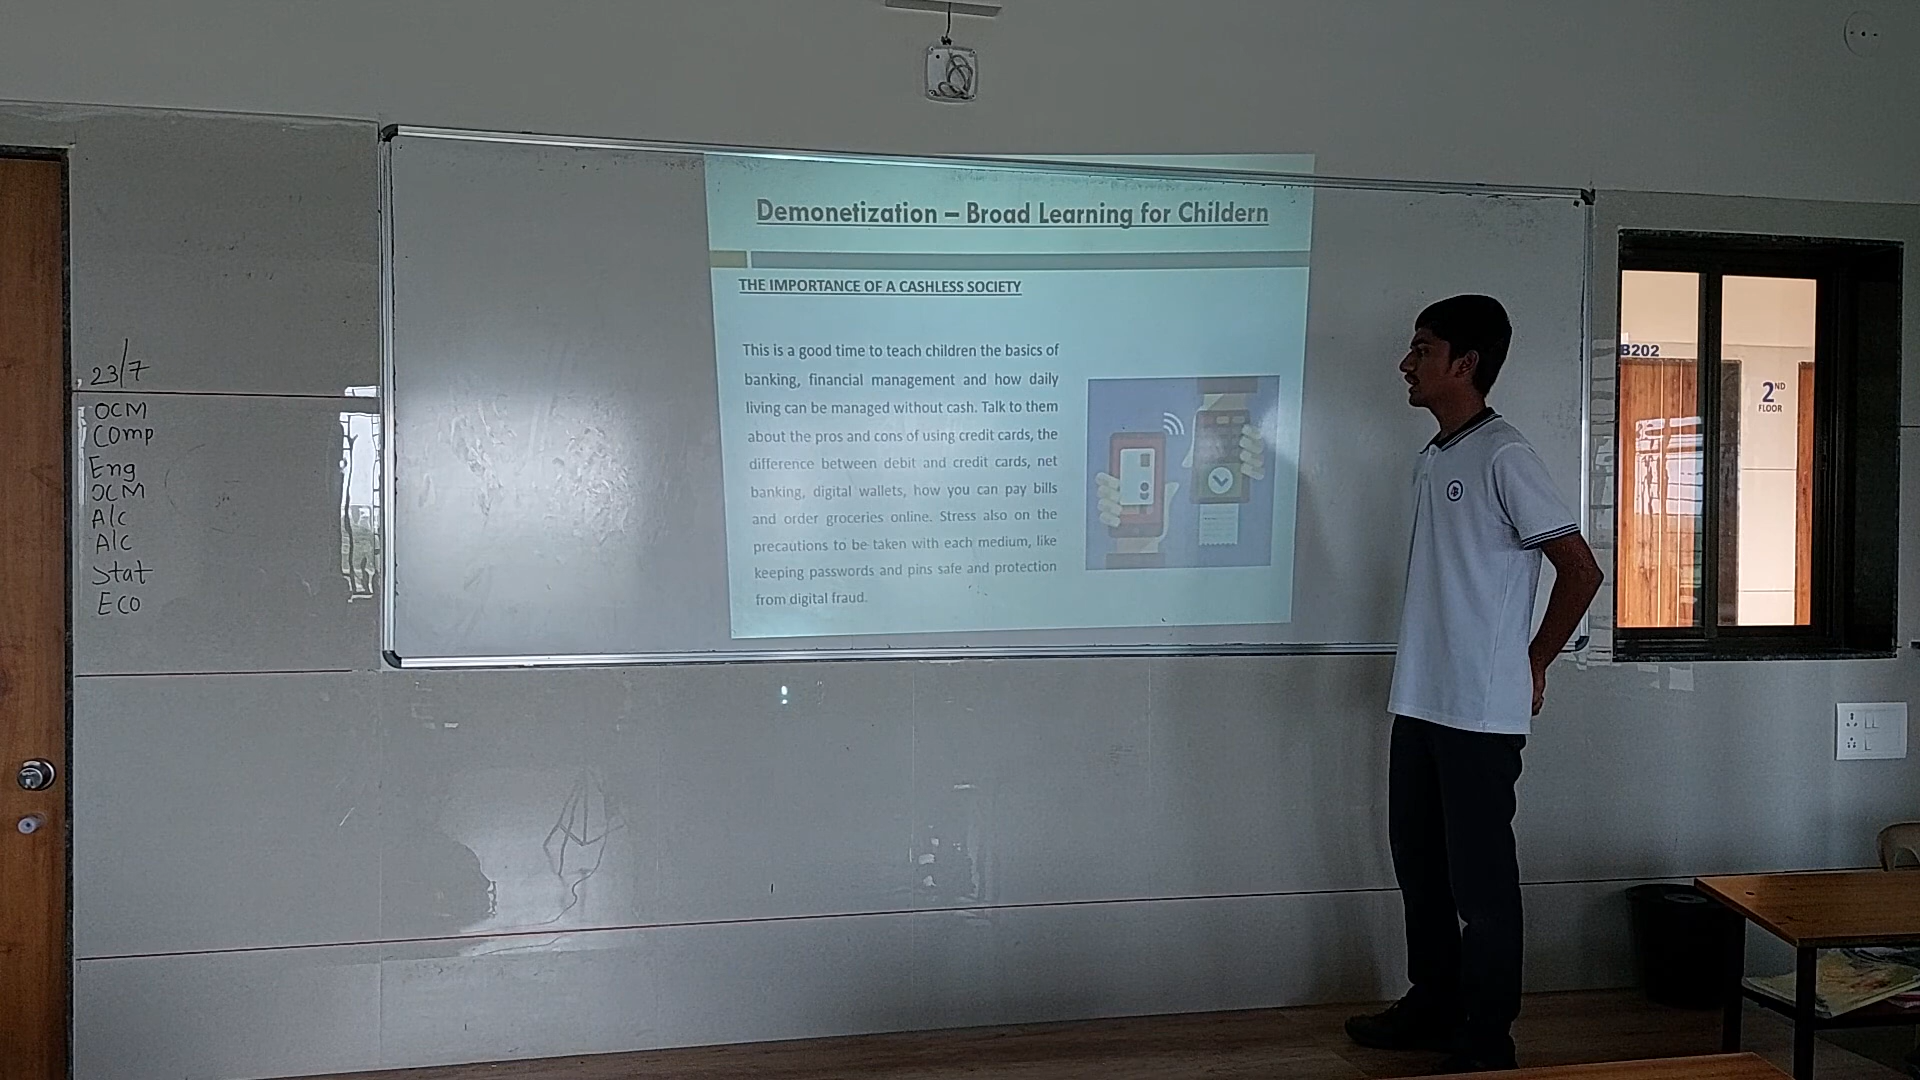 Demonetization – Broad Learning for Childern
THE IMPORTANCE OF A CASHLESS SOCIETY
This is a good time to teach children the basics of
banking, financial management and how daily
living can be managed without cash. Talk to them
about the pros and cons of using credit cards, the
difference between debit and credit cards, net
banking, digital wallets, how you can pay bills
and order groceries online. Stress also on the
precautions to be taken with each medium, like
keeping passwords and pins safe and protection
from digital fraud.
23/7
OCM
Comp
Eng
OCM
A/c
A/c
Stat
Eco
B202
2ND
FLOOR